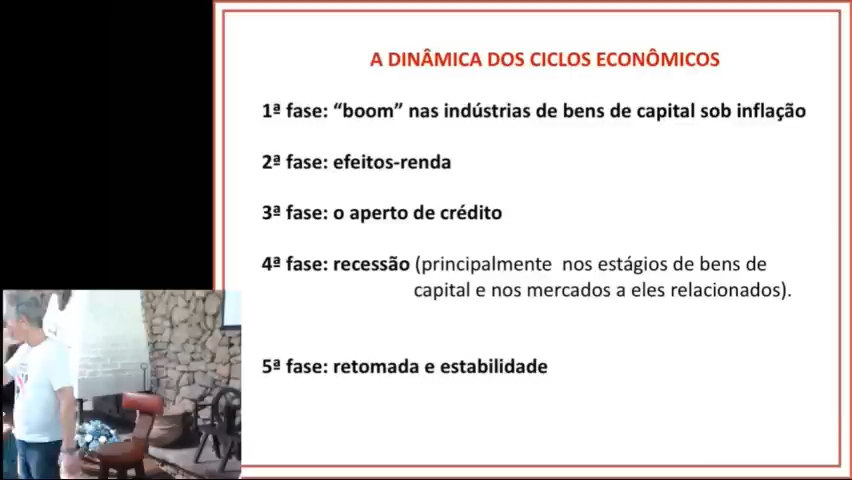 A DINÂMICA DOS CICLOS ECONÔMICOS
1ª fase: “boom” nas indústrias de bens de capital sob inflação
2ª fase: efeitos-renda
3ª fase: o aperto de crédito
4ª fase: recessão (principalmente nos estágios de bens de
capital e nos mercados a eles relacionados).
5ª fase: retomada e estabilidade